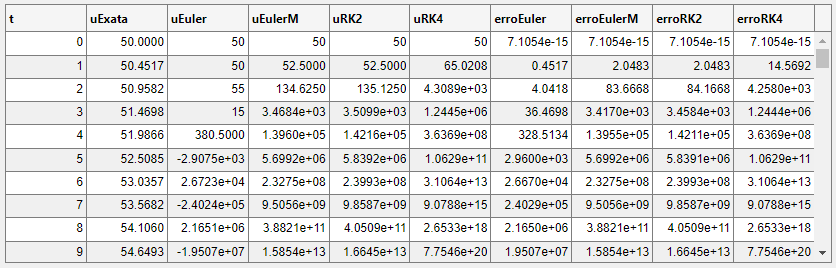 t uExata uEuler uEulerM uRK2 uRK4 erroEuler erroEulerM erroRK2 erroRK4
0 50.0000 50 50 50 50 7.1054e-15 7.1054e-15 7.1054e-15 7.1054e-15
1 50.4517 50 52.5000 52.5000 65.0208 0.4517 2.0483 2.0483 14.5692
2 50.9582 55 134.6250 135.1250 4.3089e+03 4.0418 83.6668 84.1668 4.2580e+03
3 51.4698 15 3.4684e+03 3.5099e+03 1.2445e+06 36.4698 3.4170e+03 3.4584e+03 1.2444e+06
4 51.9866 380.5000 1.3960e+05 1.4216e+05 3.6369e+08 328.5134 1.3955e+05 1.4211e+05 3.6369e+08
5 52.5085 -2.9075e+03 5.6992e+06 5.8392e+06 1.0629e+11 2.9600e+03 5.6992e+06 5.8391e+06 1.0629e+11
6 53.0357 2.6723e+04 2.3275e+08 2.3993e+08 3.1064e+13 2.6670e+04 2.3275e+08 2.3993e+08 3.1064e+13
7 53.5682 -2.4024e+05 9.5056e+09 9.8587e+09 9.0788e+15 2.4029e+05 9.5056e+09 9.8587e+09 9.0788e+15
8 54.1060 2.1651e+06 3.8821e+11 4.0509e+11 2.6533e+18 2.1650e+06 3.8821e+11 4.0509e+11 2.6533e+18
9 54.6493 -1.9507e+07 1.5854e+13 1.6645e+13 7.7546e+20 1.9507e+07 1.5854e+13 1.6645e+13 7.7546e+20